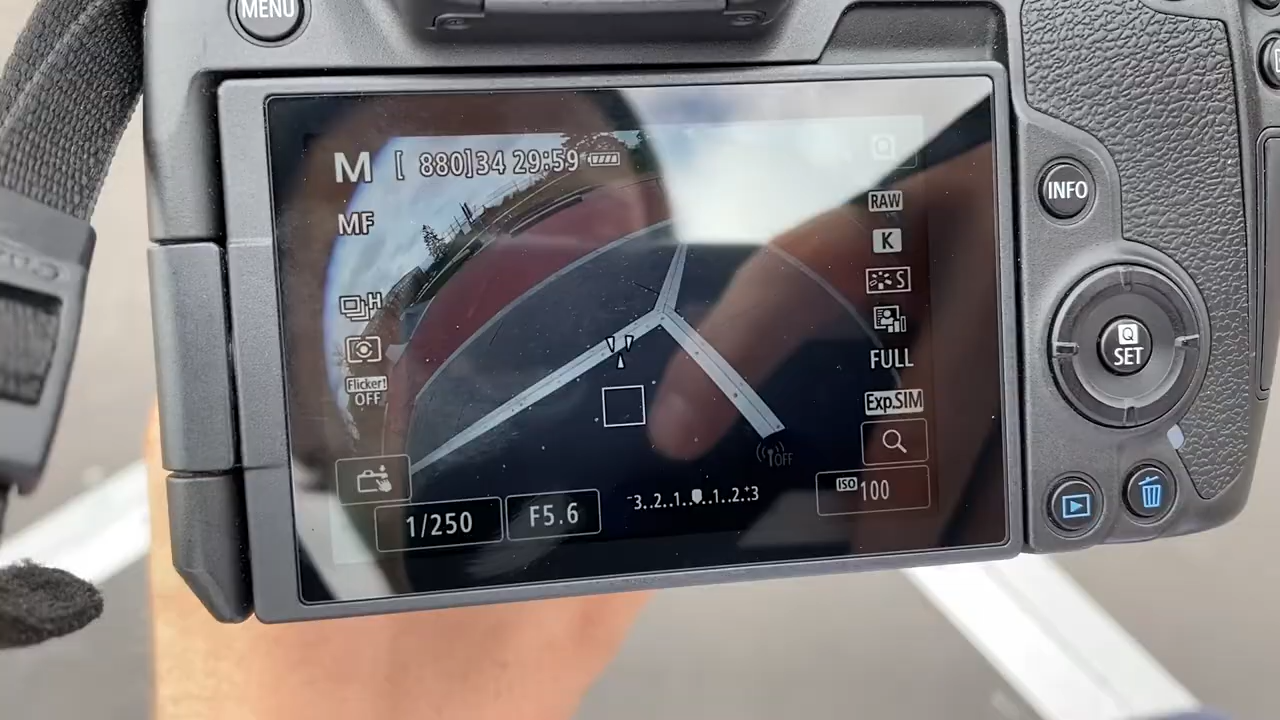 MENU
M [ 880]34 29:59
Q
MF
RAW
INFO
K
H
S
Flicker!
OFF
FULL
Q
SET
Exp.SIM
OFF
1/250
F5.6
-3..2..1..0..1..2..+3
ISO 100